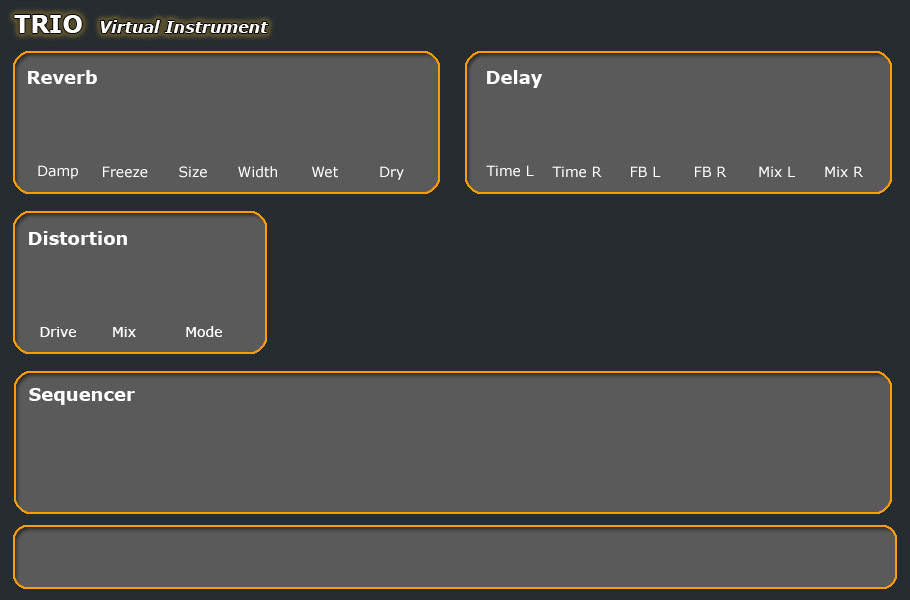 TRIO Virtual Instrument
Reverb
Damp Freeze Size Width Wet Dry
Delay
Time L Time R FB L FB R Mix L Mix R
Distortion
Drive Mix Mode
Sequencer